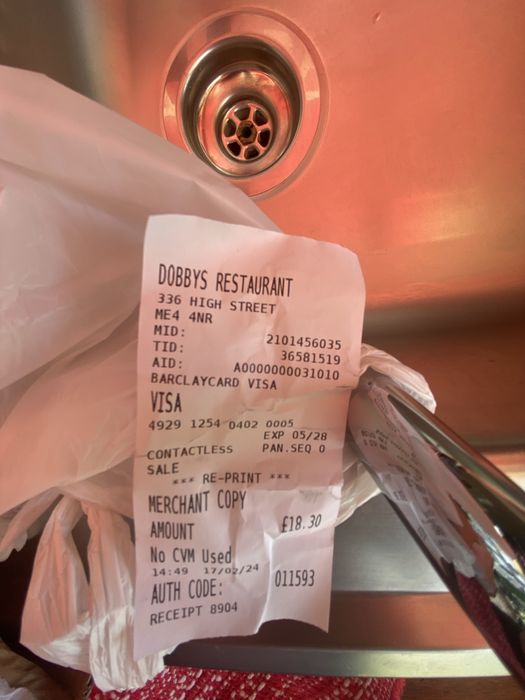 DOBBYS RESTAURANT
336 HIGH STREET
ME4 4NR
MID: 2101456035
TID: 36581519
AID: A0000000031010
BARCLAYCARD VISA
VISA
4929 1254 0402 0005
EXP 05/28
CONTACTLESS PAN.SEQ 0
SALE
*** RE-PRINT ***
MERCHANT COPY
AMOUNT £18.30
No CVM Used
14:49 17/02/24
AUTH CODE: 011593
RECEIPT 8904